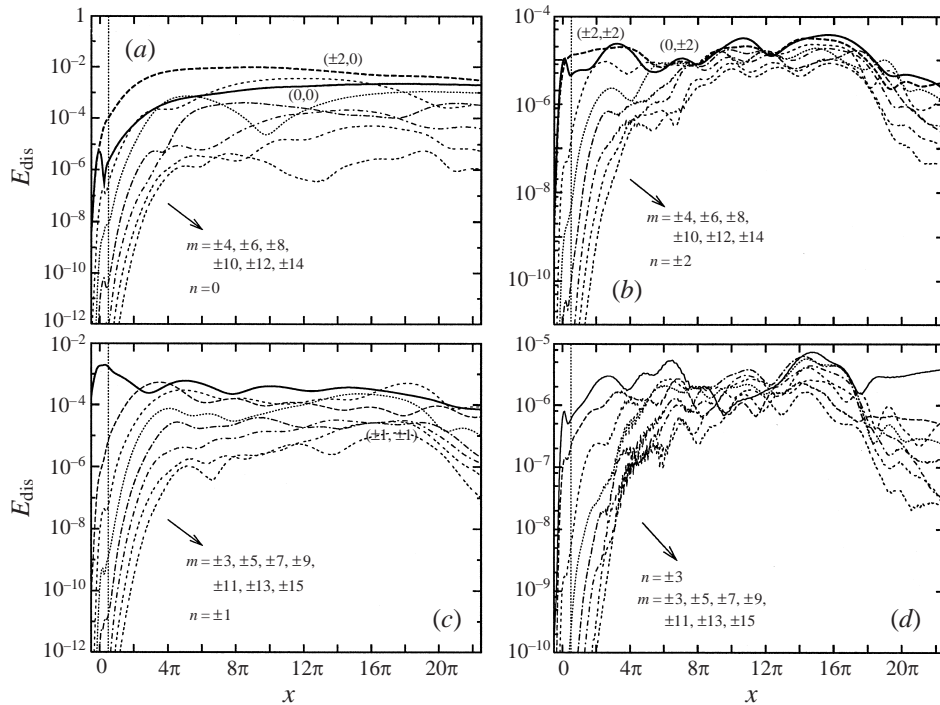 1
10⁻²
10⁻⁴
10⁻⁶
10⁻⁸
10⁻¹⁰
10⁻¹²
E_dis
(a)
(±2,0)
(0,0)
m = ±4, ±6, ±8,
±10, ±12, ±14
n = 0
10⁻⁴
10⁻⁶
10⁻⁸
10⁻¹⁰
(±2,±2)
(0,±2)
m = ±4, ±6, ±8,
±10, ±12, ±14
n = ±2
(b)
10⁻²
10⁻⁴
10⁻⁶
10⁻⁸
10⁻¹⁰
10⁻¹²
E_dis
(±1, ±1)
m = ±3, ±5, ±7, ±9,
±11, ±13, ±15
n = ±1
(c)
0 4π 8π 12π 16π 20π
x
10⁻⁵
10⁻⁶
10⁻⁷
10⁻⁸
10⁻⁹
10⁻¹⁰
n = ±3
m = ±3, ±5, ±7, ±9,
±11, ±13, ±15
(d)
0 4π 8π 12π 16π 20π
x